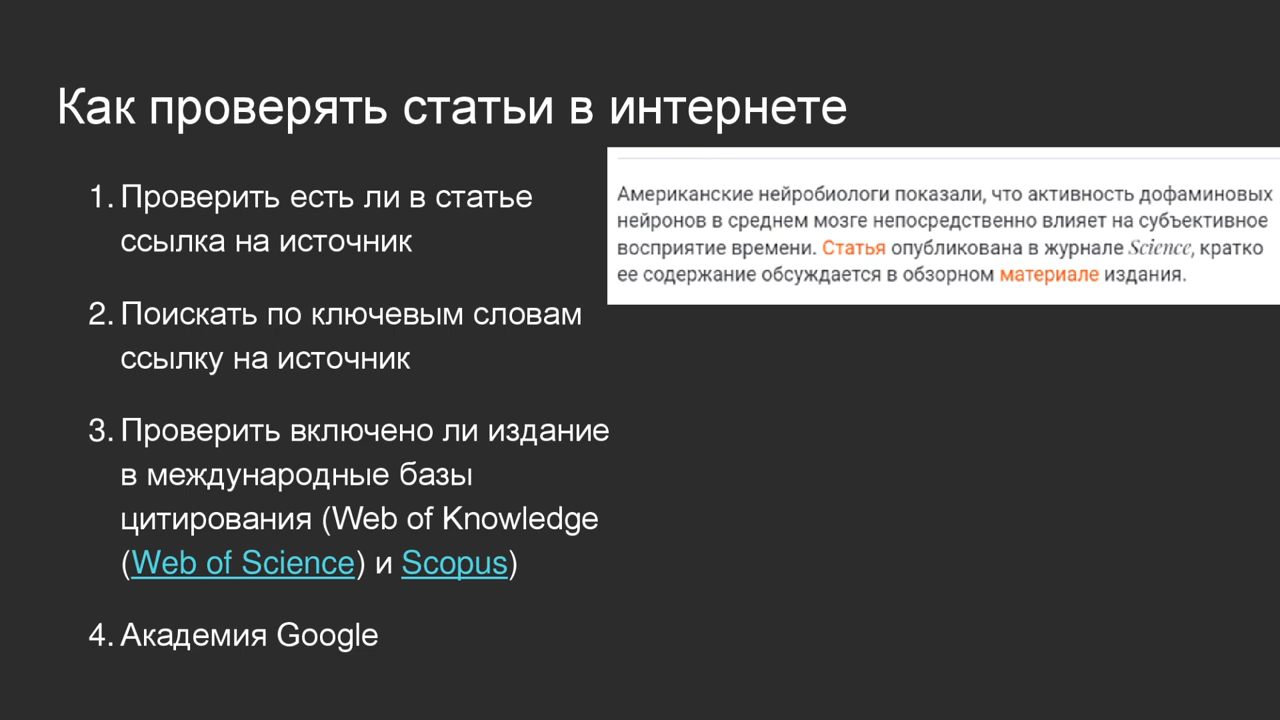 Как проверять статьи в интернете
1. Проверить есть ли в статье
ссылка на источник
2. Поискать по ключевым словам
ссылку на источник
3. Проверить включено ли издание
в международные базы
цитирования (Web of Knowledge
(Web of Science) и Scopus)
4. Академия Google
Американские нейробиологи показали, что активность дофаминовых
нейронов в среднем мозге непосредственно влияет на субъективное
восприятие времени. Статья опубликована в журнале Science, кратко
ее содержание обсуждается в обзорном материале издания.